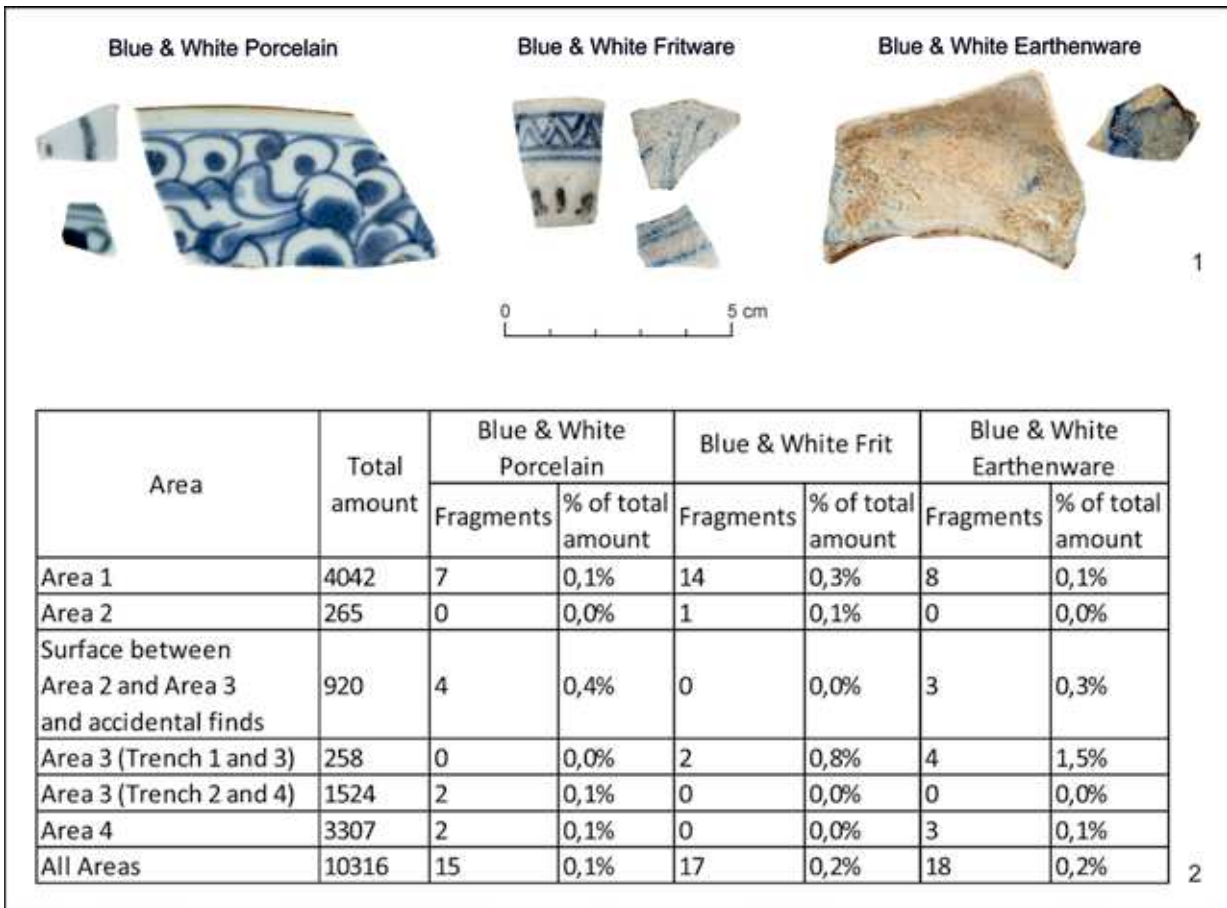 Blue & White Porcelain Blue & White Fritware Blue & White Earthenware
1
0 5 cm
Area Total amount Blue & White Porcelain Blue & White Frit Blue & White Earthenware
Fragments % of total amount Fragments % of total amount Fragments % of total amount
Area 1 4042 7 0,1% 14 0,3% 8 0,1%
Area 2 265 0 0,0% 1 0,1% 0 0,0%
Surface between Area 2 and Area 3 and accidental finds 920 4 0,4% 0 0,0% 3 0,3%
Area 3 (Trench 1 and 3) 258 0 0,0% 2 0,8% 4 1,5%
Area 3 (Trench 2 and 4) 1524 2 0,1% 0 0,0% 0 0,0%
Area 4 3307 2 0,1% 0 0,0% 3 0,1%
All Areas 10316 15 0,1% 17 0,2% 18 0,2%
2